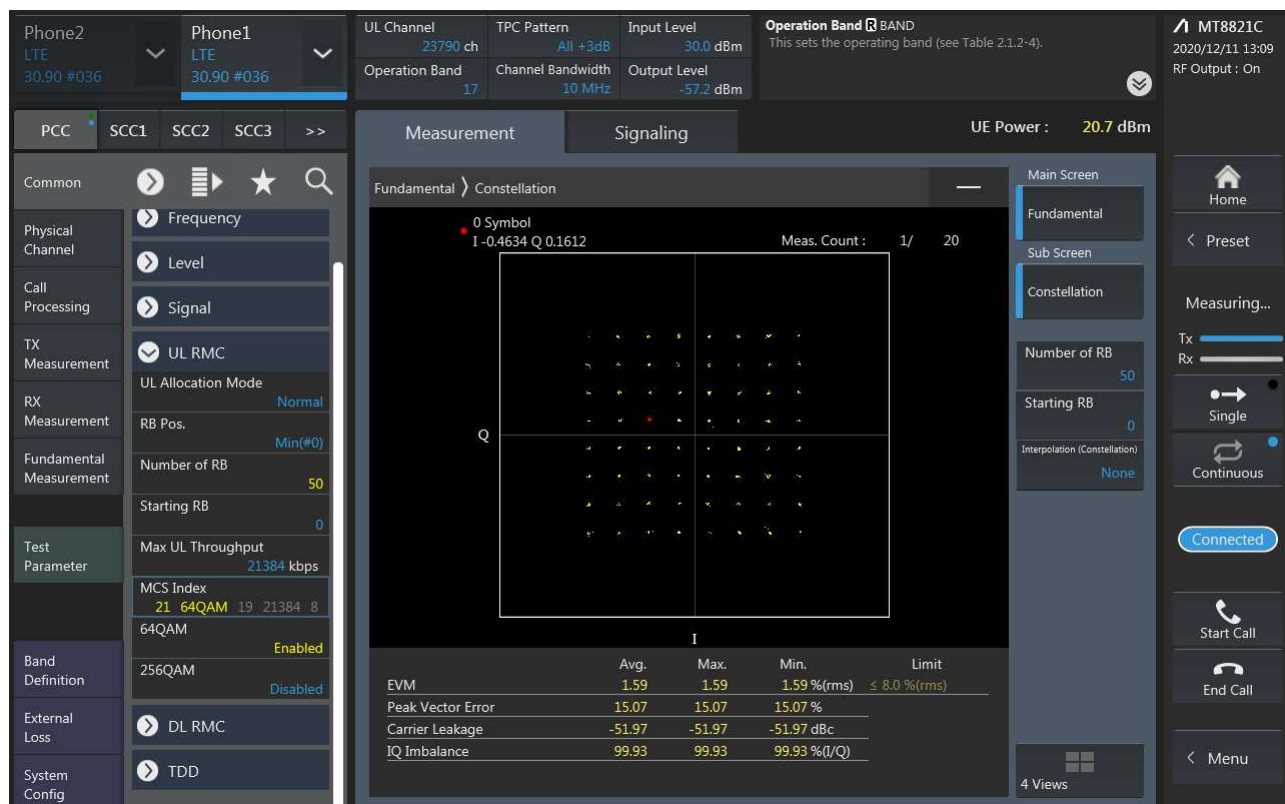 Phone2
LTE
30.90 #036
Phone1
LTE
30.90 #036
UL Channel
23790 ch
TPC Pattern
All +3dB
Input Level
30.0 dBm
Operation Band
17
Channel Bandwidth
10 MHz
Output Level
-57.2 dBm
Operation Band R BAND
This sets the operating band (see Table 2.1.2-4).
MT8821C
2020/12/11 13:09
RF Output : On
PCC SCC1 SCC2 SCC3 >>
Measurement
Signaling
UE Power : 20.7 dBm
Common
Physical
Channel
Call
Processing
TX
Measurement
RX
Measurement
Fundamental
Measurement
Test
Parameter
Band
Definition
External
Loss
System
Config
Frequency
Level
Signal
UL RMC
UL Allocation Mode
Normal
RB Pos.
Min(#0)
Number of RB
50
Starting RB
0
Max UL Throughput
21384 kbps
MCS Index
21 64QAM 19 21384 8
64QAM
Enabled
256QAM
Disabled
DL RMC
TDD
Fundamental 〉 Constellation
0 Symbol
I -0.4634 Q 0.1612
Meas. Count : 1/ 20
Q
I
Avg. Max. Min. Limit
EVM 1.59 1.59 1.59 %(rms) ≤ 8.0 %(rms)
Peak Vector Error 15.07 15.07 15.07 %
Carrier Leakage -51.97 -51.97 -51.97 dBc
IQ Imbalance 99.93 99.93 99.93 %(I/Q)
Main Screen
Fundamental
Sub Screen
Constellation
Number of RB
50
Starting RB
0
Interpolation (Constellation)
None
4 Views
Home
< Preset
Measuring...
Tx
Rx
Single
Continuous
Connected
Start Call
End Call
< Menu